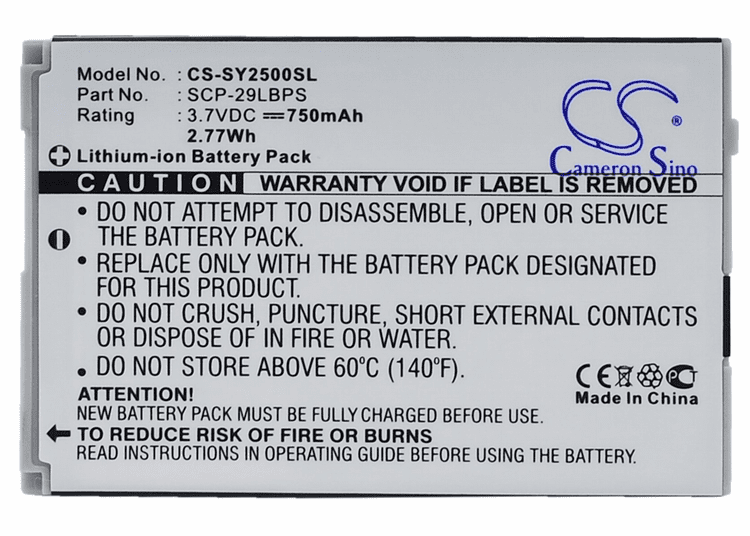 Model No. : CS-SY2500SL
Part No. : SCP-29LBPS
Rating : 3.7VDC ⎓750mAh
2.77Wh
Lithium-ion Battery Pack
CS
®
Cameron Sino
CAUTION WARRANTY VOID IF LABEL IS REMOVED
• DO NOT ATTEMPT TO DISASSEMBLE, OPEN OR SERVICE
THE BATTERY PACK.
• REPLACE ONLY WITH THE BATTERY PACK DESIGNATED
FOR THIS PRODUCT.
• DO NOT CRUSH, PUNCTURE, SHORT EXTERNAL CONTACTS
OR DISPOSE OF IN FIRE OR WATER.
• DO NOT STORE ABOVE 60°C (140°F).
CE
PCT
Made In China
ATTENTION!
NEW BATTERY PACK MUST BE FULLY CHARGED BEFORE USE.
TO REDUCE RISK OF FIRE OR BURNS
READ INSTRUCTIONS IN OPERATING GUIDE BEFORE USING BATTERY.